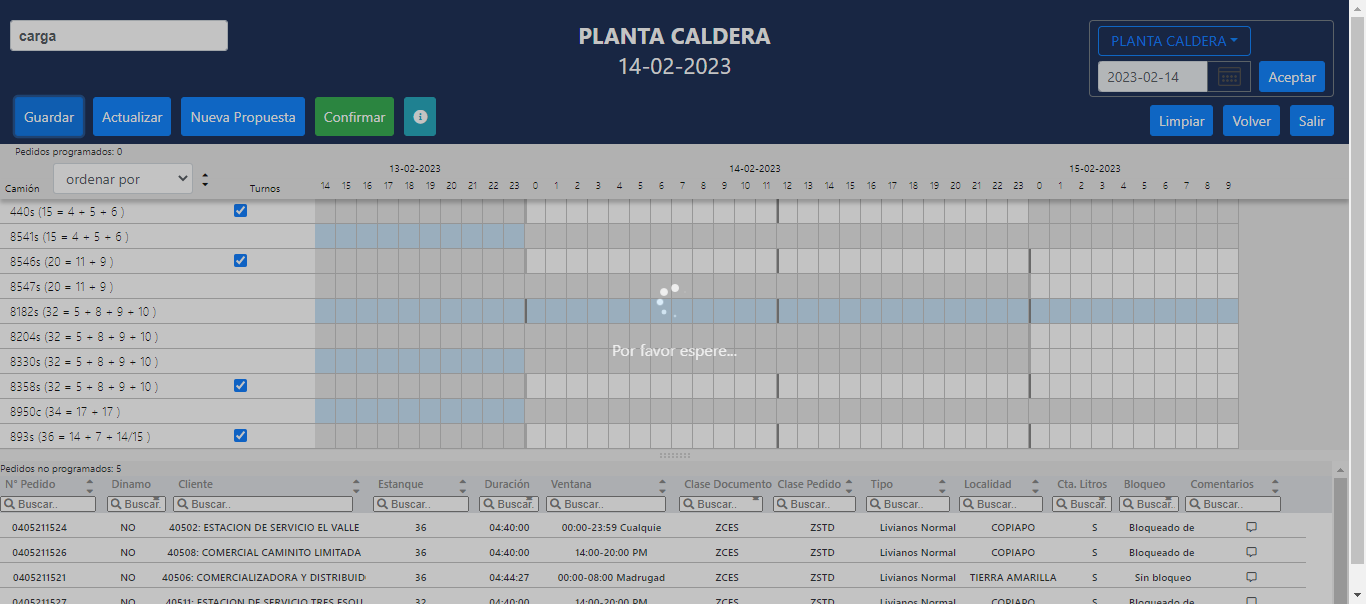 carga
PLANTA CALDERA
14-02-2023
PLANTA CALDERA
2023-02-14
Aceptar
Guardar
Actualizar
Nueva Propuesta
Confirmar
Limpiar
Volver
Salir
Pedidos programados: 0
13-02-2023
14-02-2023
15-02-2023
Camión
ordenar por
Turnos
14 15 16 17 18 19 20 21 22 23 0 1 2 3 4 5 6 7 8 9 10 11 12 13 14 15 16 17 18 19 20 21 22 23 0 1 2 3 4 5 6 7 8 9
440s (15 = 4 + 5 + 6 )
8541s (15 = 4 + 5 + 6 )
8546s (20 = 11 + 9 )
8547s (20 = 11 + 9 )
8182s (32 = 5 + 8 + 9 + 10 )
8204s (32 = 5 + 8 + 9 + 10 )
8330s (32 = 5 + 8 + 9 + 10 )
Por favor espere...
8358s (32 = 5 + 8 + 9 + 10 )
8950c (34 = 17 + 17 )
893s (36 = 14 + 7 + 14/15 )
Pedidos no programados: 5
N° Pedido Dinamo Cliente Estanque Duración Ventana Clase Documento Clase Pedido Tipo Localidad Cta. Litros Bloqueo Comentarios
Buscar.. Buscar Buscar.. Buscar.. Buscar Buscar.. Buscar.. Buscar.. Buscar.. Buscar.. Buscar Buscar. Buscar..
0405211524 NO 40502: ESTACION DE SERVICIO EL VALLE 36 04:40:00 00:00-23:59 Cualquie ZCES ZSTD Livianos Normal COPIAPO S Bloqueado de
0405211526 NO 40508: COMERCIAL CAMINITO LIMITADA 36 04:40:00 14:00-20:00 PM ZCES ZSTD Livianos Normal COPIAPO S Bloqueado de
0405211521 NO 40506: COMERCIALIZADORA Y DISTRIBUID 36 04:44:27 00:00-08:00 Madrugad ZCES ZSTD Livianos Normal TIERRA AMARILLA S Sin bloqueo
0405211527 NO 40511: ESTACION DE SERVICIO TRES ESQU 32 04:40:00 14:00-20:00 PM ZCES ZSTD Livianos Normal COPIAPO S Bloqueado de